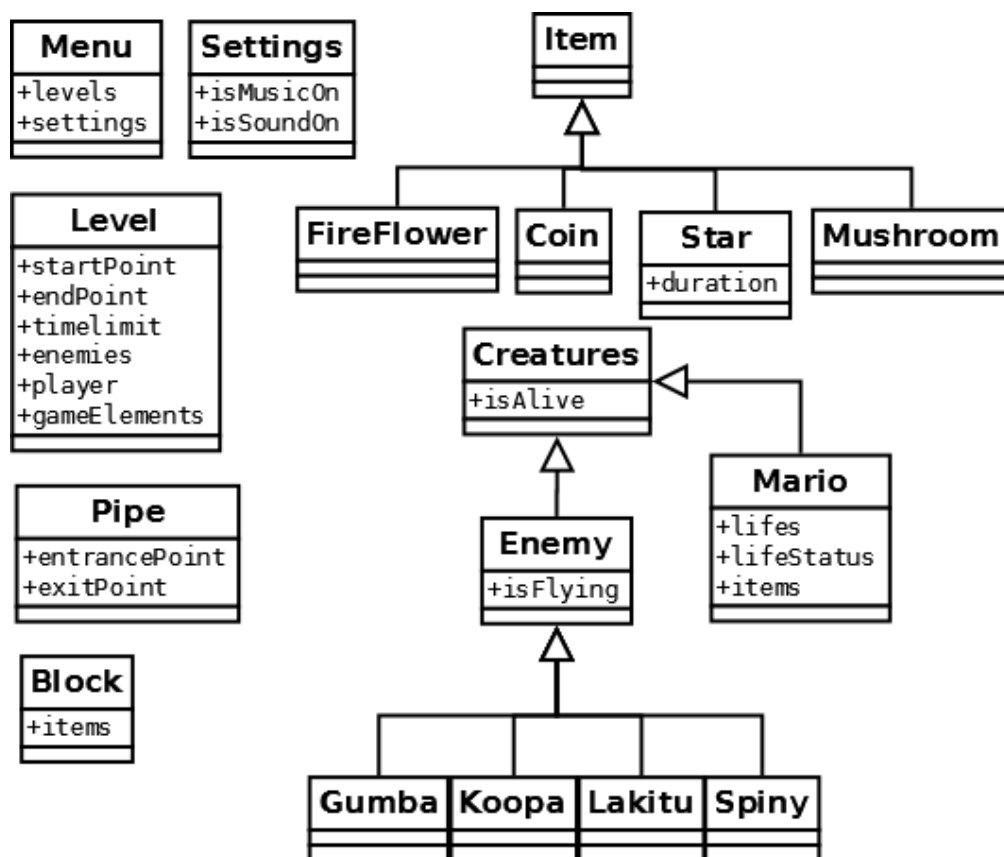 Menu
+levels
+settings
Settings
+isMusicOn
+isSoundOn
Item
FireFlower
Coin
Star
+duration
Mushroom
Level
+startPoint
+endPoint
+timelimit
+enemies
+player
+gameElements
Creatures
+isAlive
Mario
+lifes
+lifeStatus
+items
Pipe
+entrancePoint
+exitPoint
Enemy
+isFlying
Block
+items
Gumba
Koopa
Lakitu
Spiny